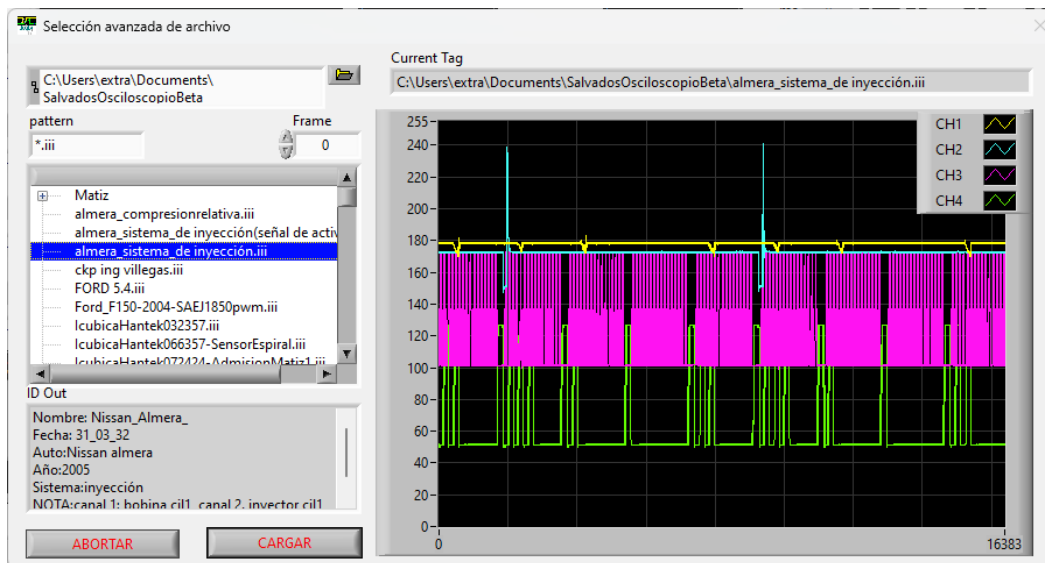 Selección avanzada de archivo
C:\Users\extra\Documents\
SalvadosOsciloscopioBeta
pattern
Frame
*.iii
0
Matiz
almera_compresionrelativa.iii
almera_sistema_de inyección(señal de activ
almera_sistema_de inyección.iii
ckp ing villegas.iii
FORD 5.4.iii
Ford_F150-2004-SAEJ1850pwm.iii
IcubicaHantek032357.iii
IcubicaHantek066357-SensorEspiral.iii
IcubicaHantek072424-AdmisionMatiz1.iii
ID Out
Nombre: Nissan_Almera_
Fecha: 31_03_32
Auto:Nissan almera
Año:2005
Sistema:inyección
NOTA:canal 1: bobina cil1, canal 2, inyector cil1
ABORTAR
CARGAR
Current Tag
C:\Users\extra\Documents\SalvadosOsciloscopioBeta\almera_sistema_de inyección.iii
255
240
220
200
180
160
140
120
100
80
60
40
20
0
0
16383
CH1
CH2
CH3
CH4